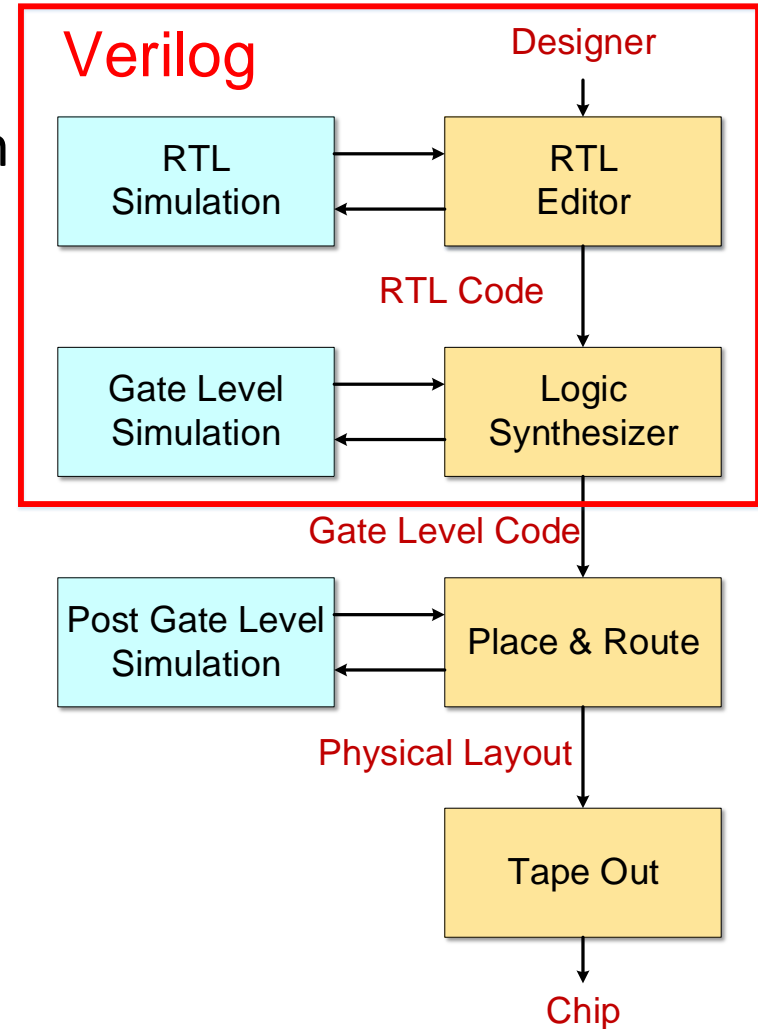 Verilog
Designer
n
RTL
Simulation
RTL
Editor
RTL Code
Gate Level
Simulation
Logic
Synthesizer
Gate Level Code
Post Gate Level
Simulation
Place & Route
Physical Layout
Tape Out
Chip